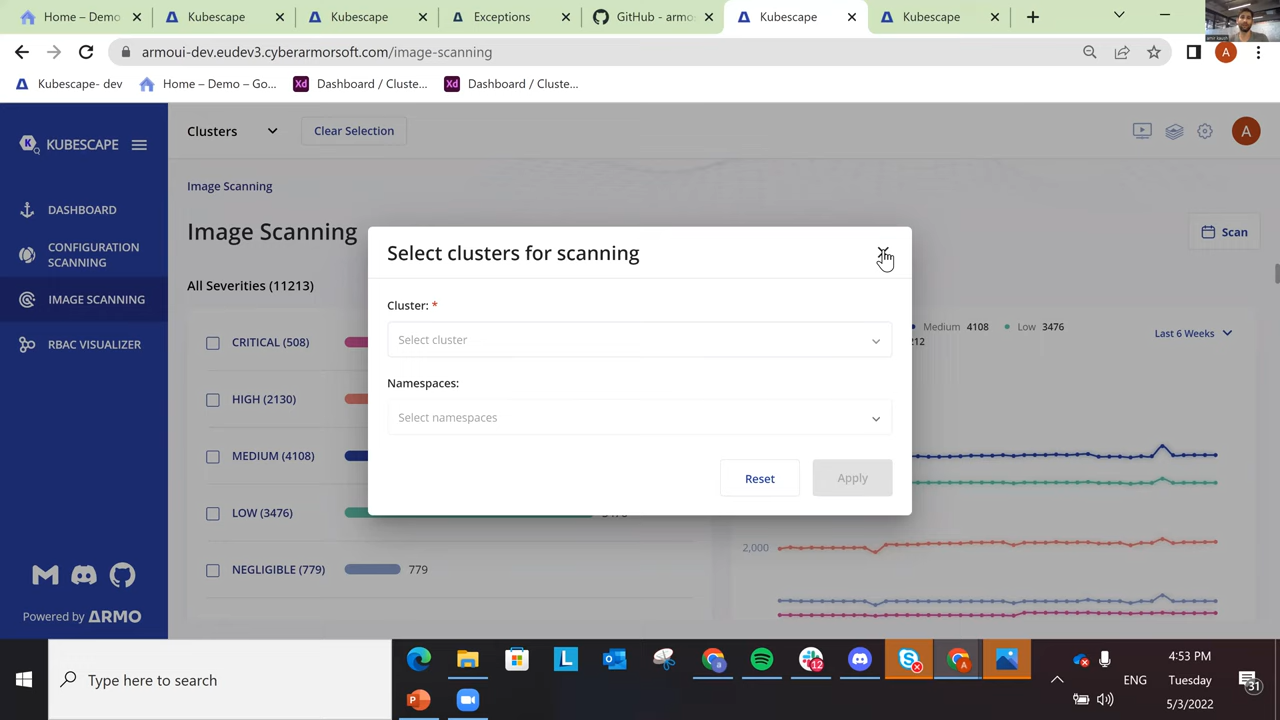 Home – Demo
Kubescape
Kubescape
Exceptions
GitHub - armo
Kubescape
Kubescape
armoui-dev.eudev3.cyberarmorsoft.com/image-scanning
A
Kubescape- dev
Home – Demo – Go...
Xd
Dashboard / Cluste...
Xd
Dashboard / Cluste...
KUBESCAPE
Clusters
Clear Selection
A
DASHBOARD
CONFIGURATION
SCANNING
IMAGE SCANNING
RBAC VISUALIZER
Powered by ARMO
Image Scanning
Image Scanning
Scan
All Severities (11213)
CRITICAL (508)
HIGH (2130)
MEDIUM (4108)
LOW (3476)
NEGLIGIBLE (779)
779
Medium 4108
Low 3476
212
Last 6 Weeks
2,000
Select clusters for scanning
Cluster: *
Select cluster
Namespaces:
Select namespaces
Reset
Apply
Type here to search
L
12
ENG
4:53 PM
Tuesday
5/3/2022
31